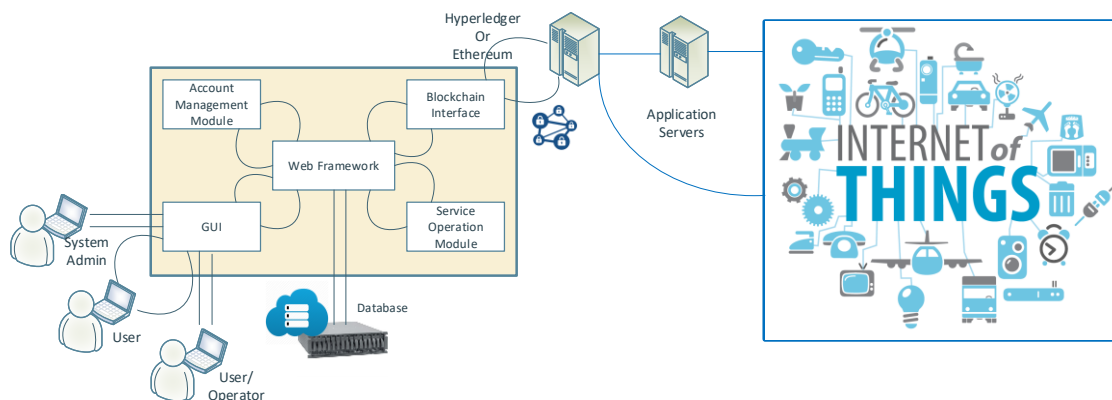 Hyperledger
Or
Ethereum
Account
Management
Module
Blockchain
Interface
Application
Servers
Web Framework
INTERNET of
THINGS
GUI
Service
Operation
Module
System
Admin
Database
User
User/
Operator